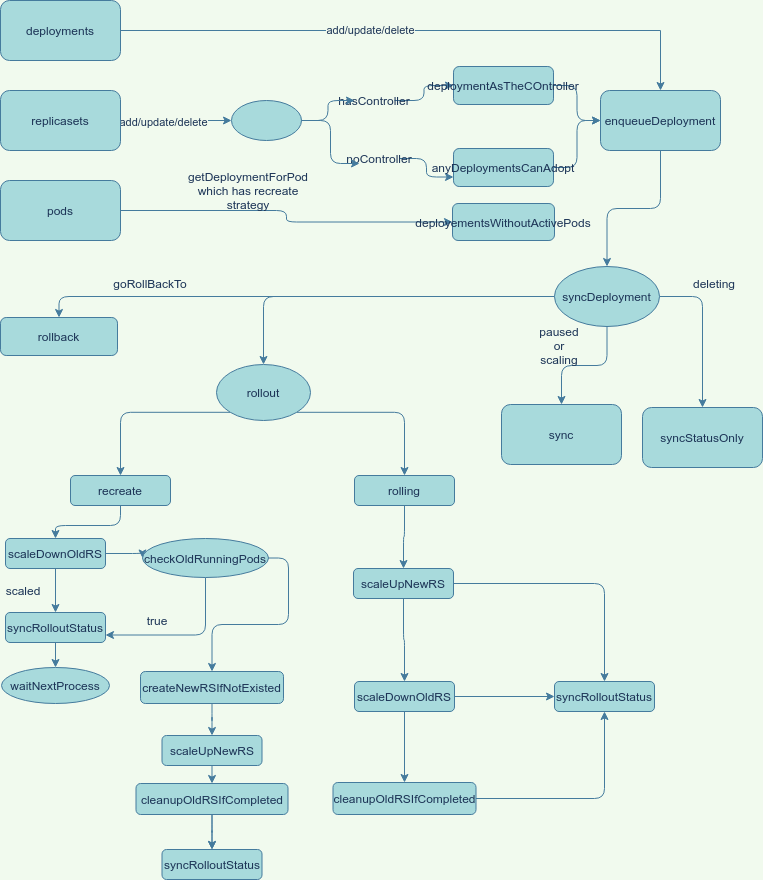 deployments
add/update/delete
replicasets
add/update/delete
hasController
deploymentAsTheCOntroller
enqueueDeployment
noController
anyDeploymentsCanAdopt
pods
getDeploymentForPod
which has recreate
strategy
deployementsWithoutActivePods
goRollBackTo
syncDeployment
deleting
rollback
paused
or
scaling
rollout
sync
syncStatusOnly
recreate
rolling
scaleDownOldRS
checkOldRunningPods
scaleUpNewRS
scaled
true
syncRolloutStatus
waitNextProcess
createNewRSIfNotExisted
scaleDownOldRS
syncRolloutStatus
scaleUpNewRS
cleanupOldRSIfCompleted
cleanupOldRSIfCompleted
syncRolloutStatus